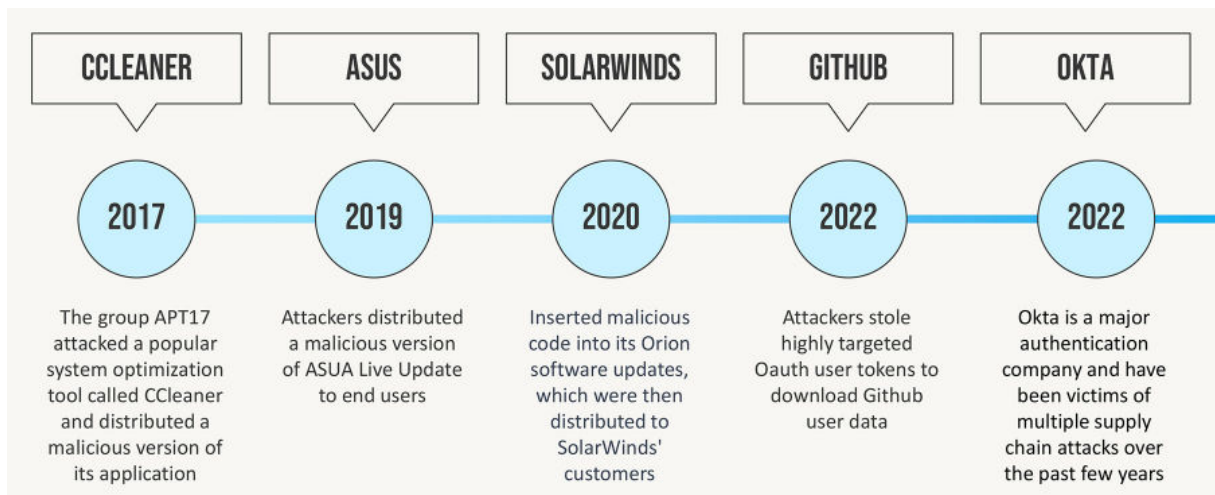 CCLEANER
ASUS
SOLARWINDS
GITHUB
OKTA
2017
2019
2020
2022
2022
The group APT17
attacked a popular
system optimization
tool called CCleaner
and distributed a
malicious version of
its application
Attackers distributed
a malicious version
of ASUA Live Update
to end users
Inserted malicious
code into its Orion
software updates,
which were then
distributed to
SolarWinds'
customers
Attackers stole
highly targeted
Oauth user tokens to
download Github
user data
Okta is a major
authentication
company and have
been victims of
multiple supply
chain attacks over
the past few years